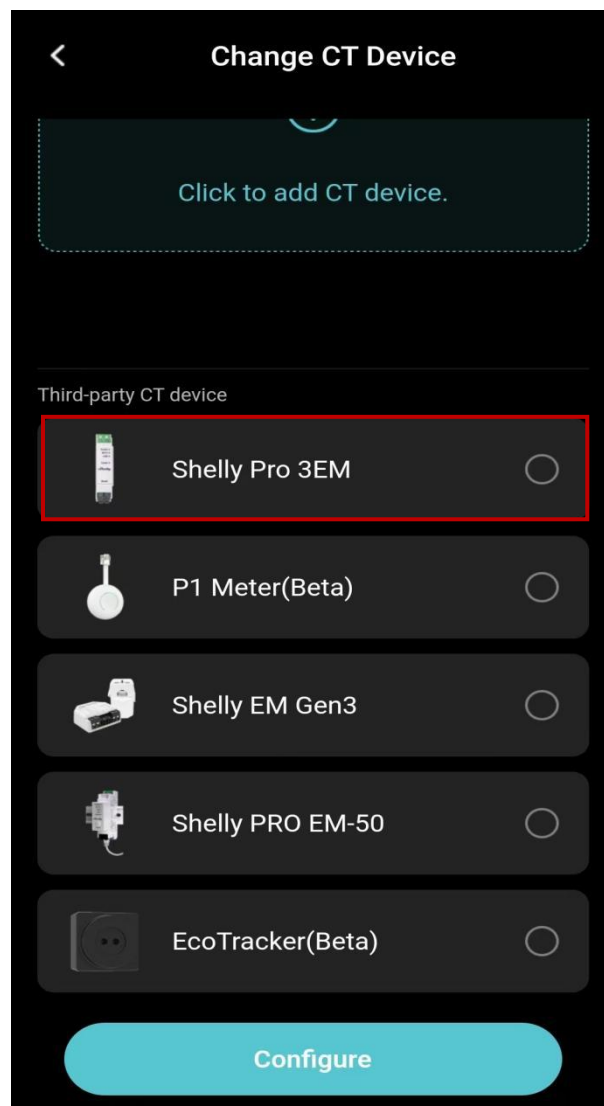 Change CT Device
Click to add CT device.
Third-party CT device
Shelly Pro 3EM
P1 Meter(Beta)
Shelly EM Gen3
Shelly PRO EM-50
EcoTracker(Beta)
Configure